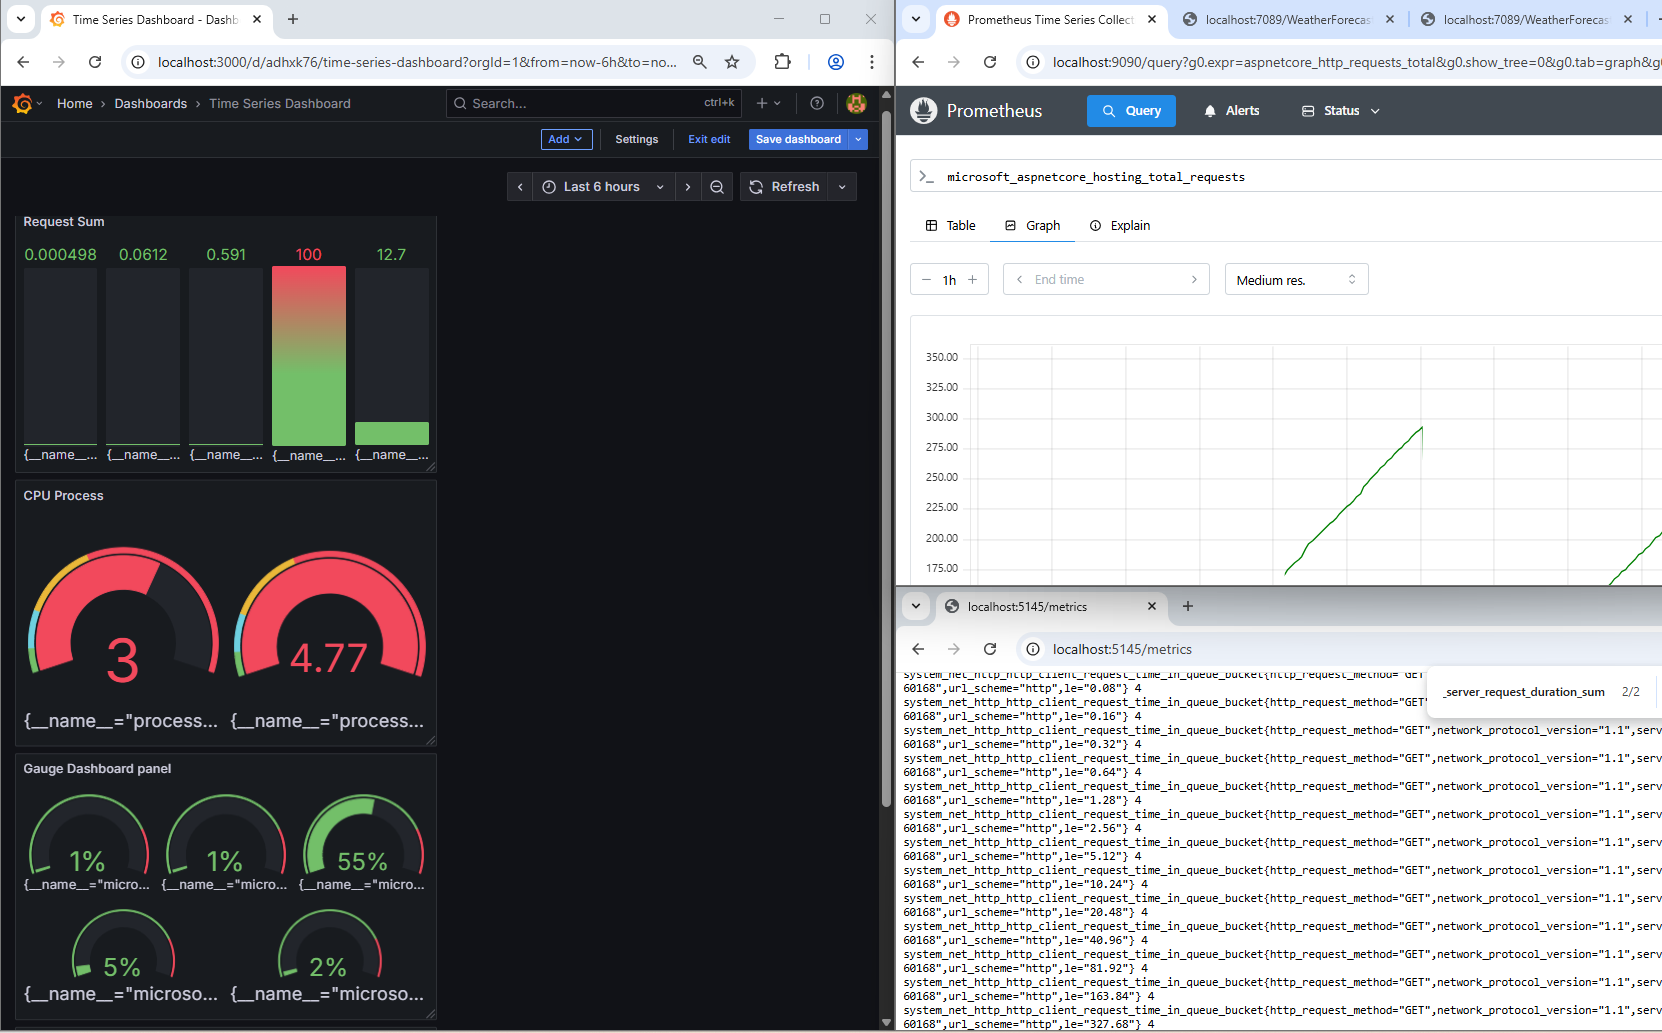 Time Series Dashboard - Dashb
localhost:3000/d/adhxk76/time-series-dashboard?orgId=1&from=now-6h&to=no...
Home › Dashboards › Time Series Dashboard
Search...
ctrl+k
Add
Settings
Exit edit
Save dashboard
Last 6 hours
Refresh
Request Sum
0.000498 0.0612 0.591 100 12.7
{__name__... {__name__... {__name__... {__name__... {__name__...
CPU Process
3 4.77
{__name__="process... {__name__="process...
Gauge Dashboard panel
1% 1% 55%
{__name__="micro... {__name__="micro... {__name__="micro...
5% 2%
{__name__="microso... {__name__="microso...
Prometheus Time Series Collect
localhost:7089/WeatherForecas
localhost:7089/WeatherForecas
localhost:9090/query?g0.expr=aspnetcore_http_requests_total&g0.show_tree=0&g0.tab=graph&g
Prometheus
Query
Alerts
Status
>_ microsoft_aspnetcore_hosting_total_requests
Table
Graph
Explain
− 1h +
End time
Medium res.
350.00
325.00
300.00
275.00
250.00
225.00
200.00
175.00
localhost:5145/metrics
localhost:5145/metrics
_server_request_duration_sum 2/2
system_net_http_http_client_request_time_in_queue_bucket{http_request_method="GET
60168",url_scheme="http",le="0.08"} 4
system_net_http_http_client_request_time_in_queue_bucket{http_request_method="GET"
60168",url_scheme="http",le="0.16"} 4
system_net_http_http_client_request_time_in_queue_bucket{http_request_method="GET",network_protocol_version="1.1",serv
60168",url_scheme="http",le="0.32"} 4
system_net_http_http_client_request_time_in_queue_bucket{http_request_method="GET",network_protocol_version="1.1",serv
60168",url_scheme="http",le="0.64"} 4
system_net_http_http_client_request_time_in_queue_bucket{http_request_method="GET",network_protocol_version="1.1",serv
60168",url_scheme="http",le="1.28"} 4
system_net_http_http_client_request_time_in_queue_bucket{http_request_method="GET",network_protocol_version="1.1",serv
60168",url_scheme="http",le="2.56"} 4
system_net_http_http_client_request_time_in_queue_bucket{http_request_method="GET",network_protocol_version="1.1",serv
60168",url_scheme="http",le="5.12"} 4
system_net_http_http_client_request_time_in_queue_bucket{http_request_method="GET",network_protocol_version="1.1",serv
60168",url_scheme="http",le="10.24"} 4
system_net_http_http_client_request_time_in_queue_bucket{http_request_method="GET",network_protocol_version="1.1",serv
60168",url_scheme="http",le="20.48"} 4
system_net_http_http_client_request_time_in_queue_bucket{http_request_method="GET",network_protocol_version="1.1",serv
60168",url_scheme="http",le="40.96"} 4
system_net_http_http_client_request_time_in_queue_bucket{http_request_method="GET",network_protocol_version="1.1",serv
60168",url_scheme="http",le="81.92"} 4
system_net_http_http_client_request_time_in_queue_bucket{http_request_method="GET",network_protocol_version="1.1",serv
60168",url_scheme="http",le="163.84"} 4
system_net_http_http_client_request_time_in_queue_bucket{http_request_method="GET",network_protocol_version="1.1",serv
60168",url_scheme="http",le="327.68"} 4